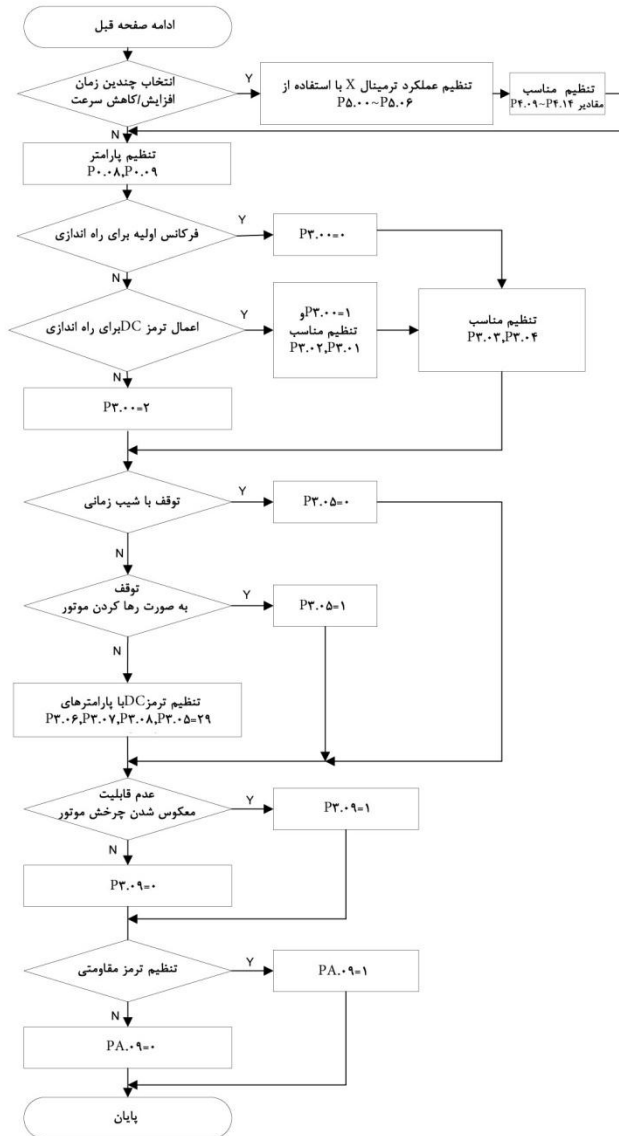 ادامه صفحه قبل
انتخاب چندین زمان
افزایش/کاهش سرعت
Y
تنظیم عملکرد ترمینال X با استفاده از
P۵.۰۰~P۵.۰۶
تنظیم مناسب
مقادیر P۴.۰۹~P۴.۱۴
N
تنظیم پارامتر
P۰.۰۸,P۰.۰۹
فرکانس اولیه برای راه اندازی
Y
P۳.۰۰=۰
N
اعمال ترمز DCبرای راه اندازی
Y
P۳.۰۰=۱و
تنظیم مناسب
P۳.۰۲,P۳.۰۱
تنظیم مناسب
P۳.۰۳,P۳.۰۴
N
P۳.۰۰=۲
توقف با شیب زمانی
Y
P۳.۰۵=۰
N
توقف
به صورت رها کردن موتور
Y
P۳.۰۵=۱
N
تنظیم ترمزDCبا پارامترهای
P۳.۰۶,P۳.۰۷,P۳.۰۸,P۳.۰۵=۲۹
عدم قابلیت
معکوس شدن چرخش موتور
Y
P۳.۰۹=۱
N
P۳.۰۹=۰
تنظیم ترمز مقاومتی
Y
PA.۰۹=۱
N
PA.۰۹=۰
پایان